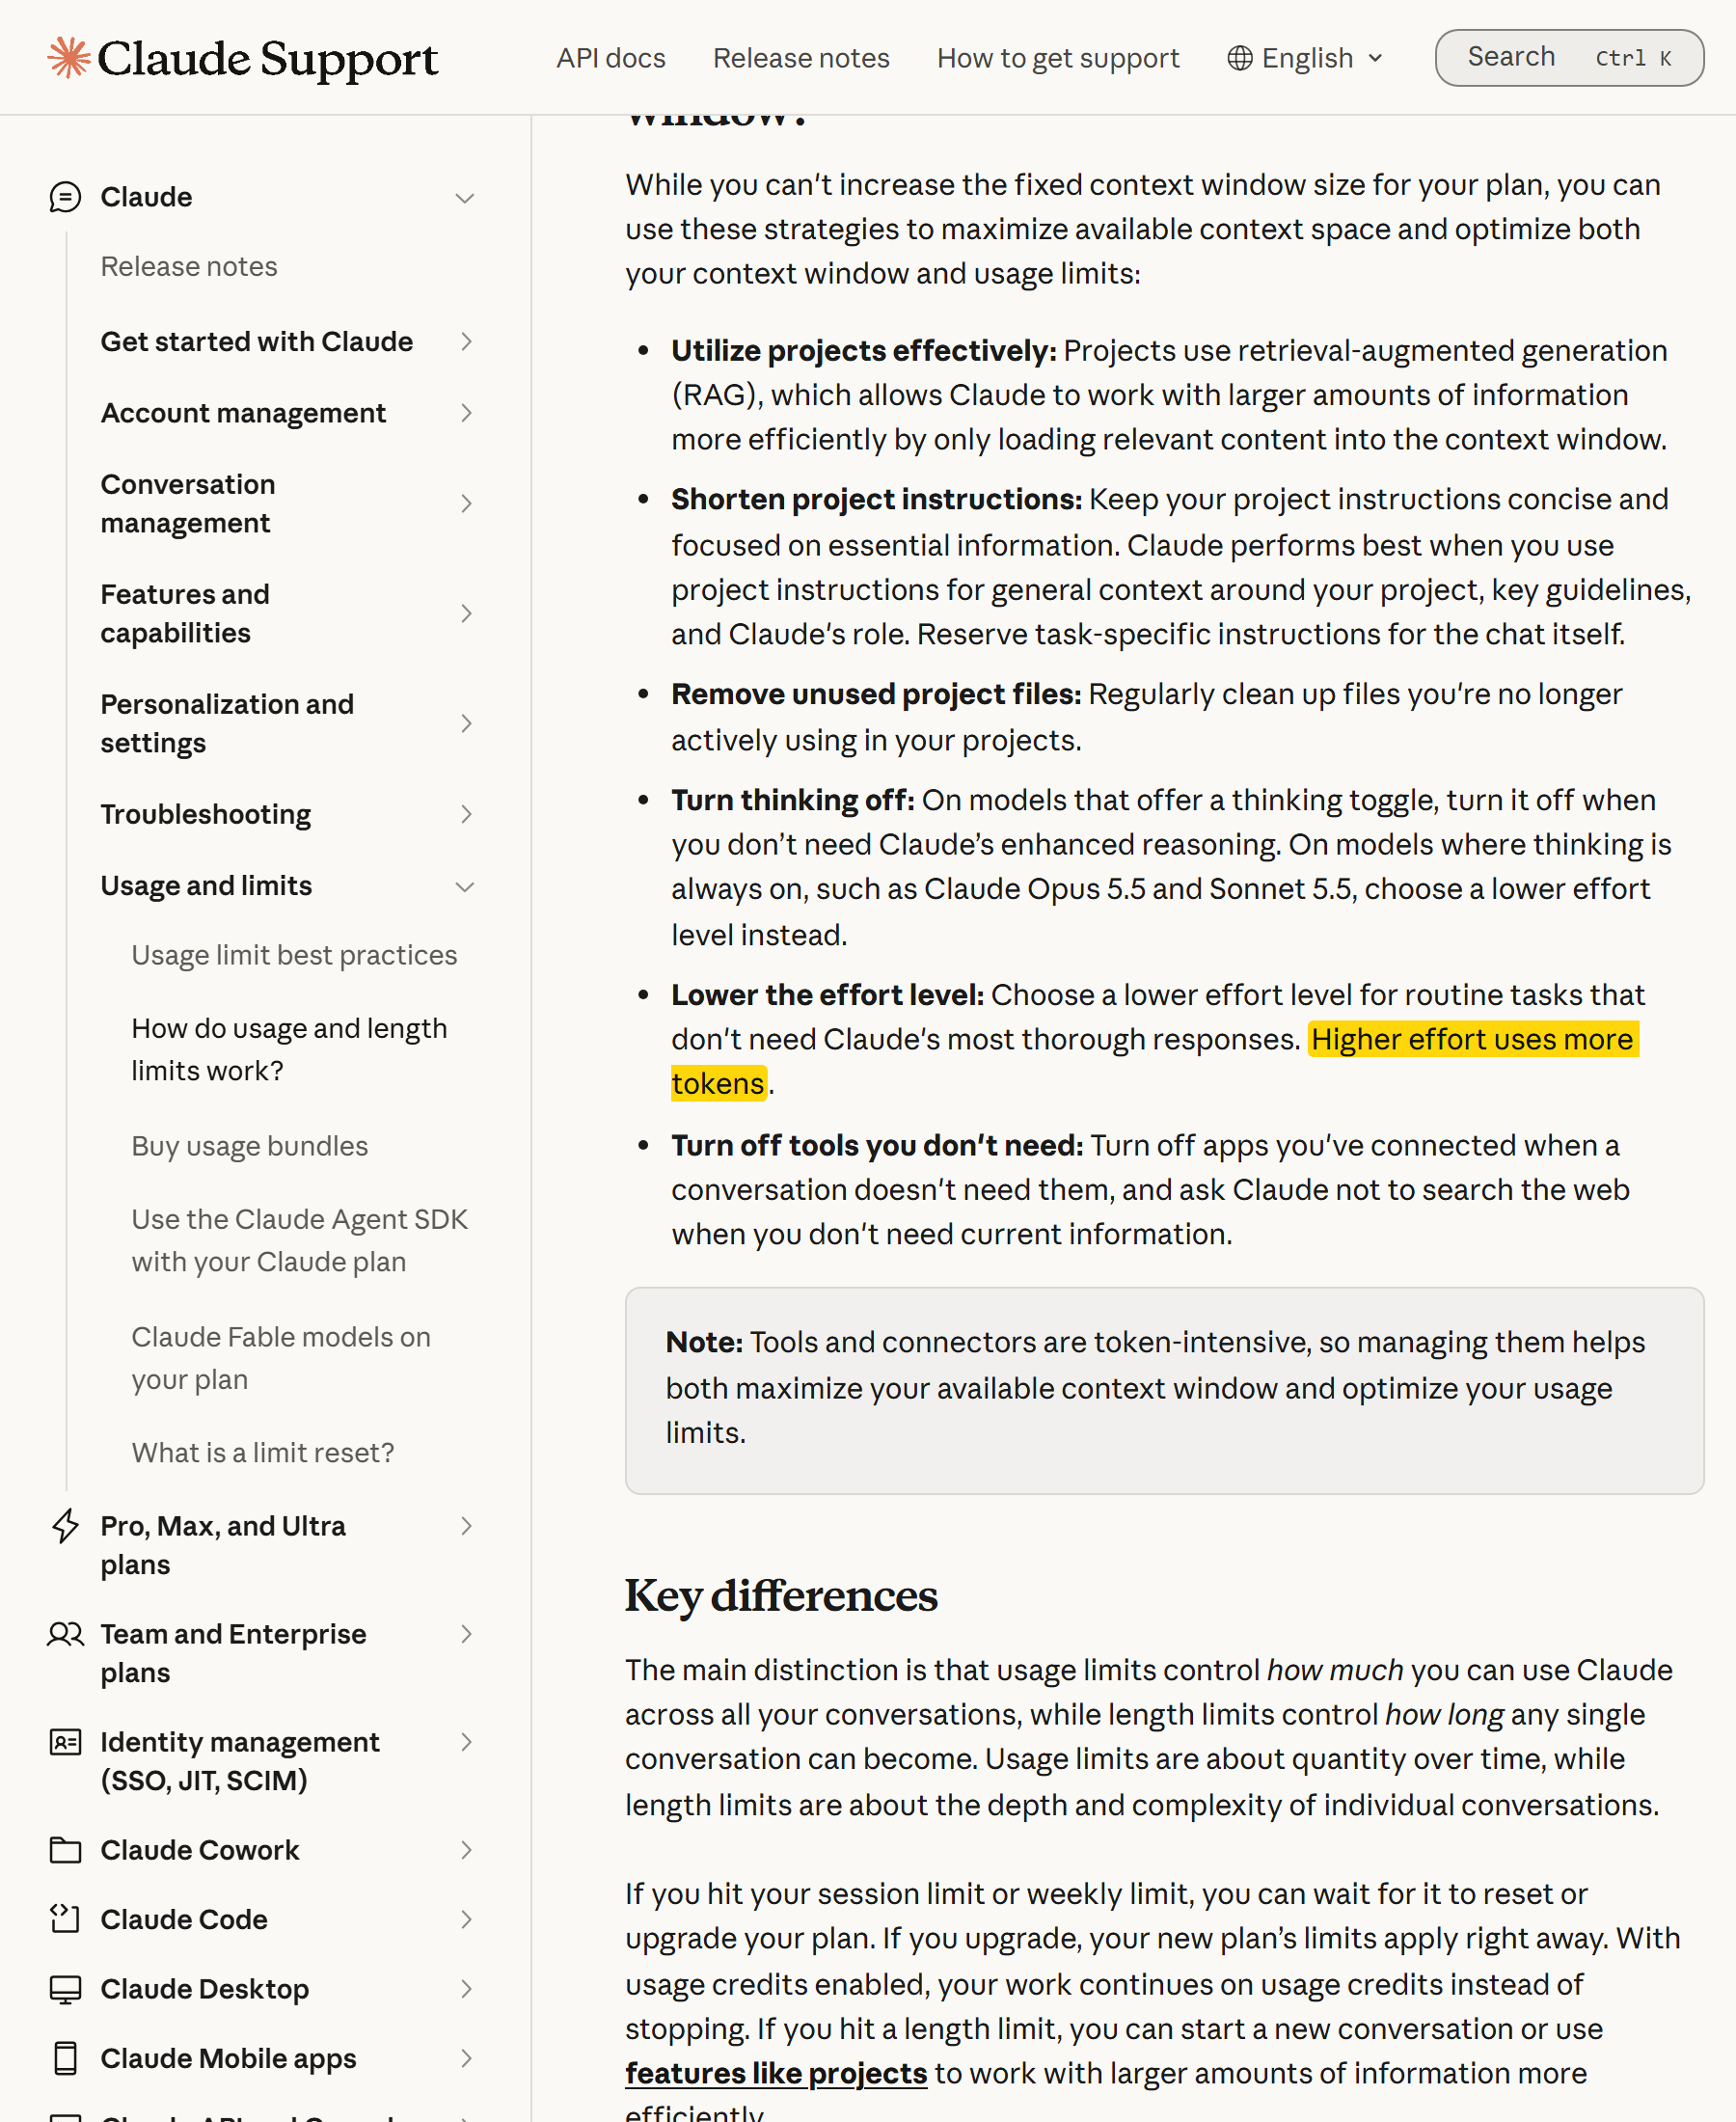 Claude Support
API docs
Release notes
How to get support
English
Search
Ctrl K
Claude
Release notes
Get started with Claude
Account management
Conversation
management
Features and
capabilities
Personalization and
settings
Troubleshooting
Usage and limits
Usage limit best practices
How do usage and length
limits work?
Buy usage bundles
Use the Claude Agent SDK
with your Claude plan
Claude Fable models on
your plan
What is a limit reset?
Pro, Max, and Ultra
plans
Team and Enterprise
plans
Identity management
(SSO, JIT, SCIM)
Claude Cowork
Claude Code
Claude Desktop
Claude Mobile apps
window?
While you can't increase the fixed context window size for your plan, you can
use these strategies to maximize available context space and optimize both
your context window and usage limits:
• Utilize projects effectively: Projects use retrieval-augmented generation
(RAG), which allows Claude to work with larger amounts of information
more efficiently by only loading relevant content into the context window.
• Shorten project instructions: Keep your project instructions concise and
focused on essential information. Claude performs best when you use
project instructions for general context around your project, key guidelines,
and Claude's role. Reserve task-specific instructions for the chat itself.
• Remove unused project files: Regularly clean up files you're no longer
actively using in your projects.
• Turn thinking off: On models that offer a thinking toggle, turn it off when
you don’t need Claude’s enhanced reasoning. On models where thinking is
always on, such as Claude Opus 5.5 and Sonnet 5.5, choose a lower effort
level instead.
• Lower the effort level: Choose a lower effort level for routine tasks that
don't need Claude's most thorough responses. Higher effort uses more
tokens.
• Turn off tools you don't need: Turn off apps you've connected when a
conversation doesn't need them, and ask Claude not to search the web
when you don't need current information.
Note: Tools and connectors are token-intensive, so managing them helps
both maximize your available context window and optimize your usage
limits.
Key differences
The main distinction is that usage limits control how much you can use Claude
across all your conversations, while length limits control how long any single
conversation can become. Usage limits are about quantity over time, while
length limits are about the depth and complexity of individual conversations.
If you hit your session limit or weekly limit, you can wait for it to reset or
upgrade your plan. If you upgrade, your new plan’s limits apply right away. With
usage credits enabled, your work continues on usage credits instead of
stopping. If you hit a length limit, you can start a new conversation or use
features like projects to work with larger amounts of information more
efficiently.